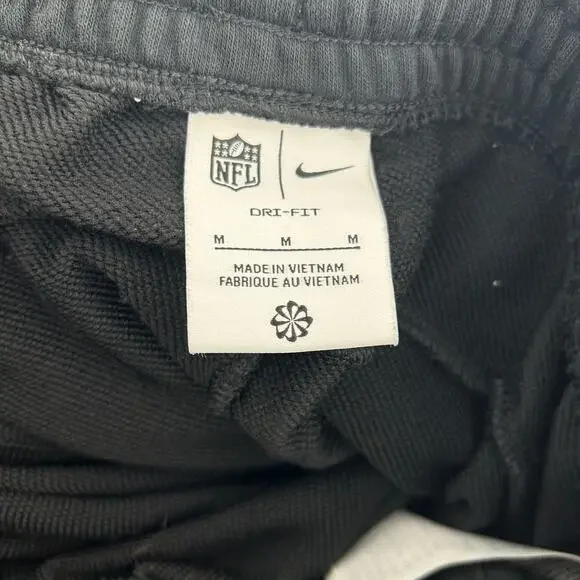 NFL
DRI-FIT
M M M
MADE IN VIETNAM
FABRIQUE AU VIETNAM